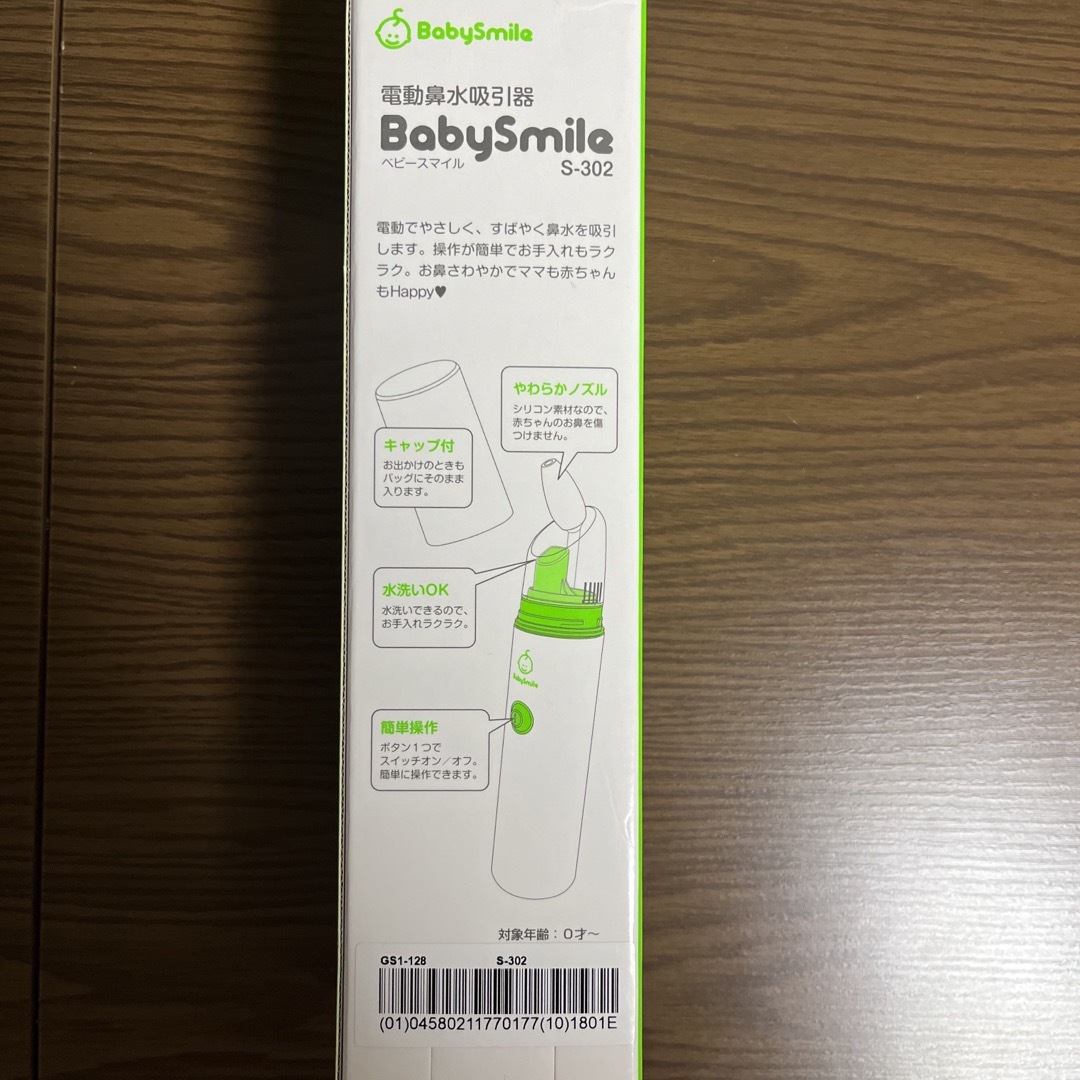 BabySmile
電動鼻水吸引器
BabySmile
ベビースマイル
S-302
電動でやさしく、すばやく鼻水を吸引
します。操作が簡単でお手入れもラク
ラク。お鼻さわやかでママも赤ちゃん
もHappy♥
やわらかノズル
シリコン素材なので、
赤ちゃんのお鼻を傷
つけません。
キャップ付
お出かけのときも
バッグにそのまま
入ります。
水洗いOK
水洗いできるので、
お手入れラクラク。
BabySmile
簡単操作
ボタン1つで
スイッチオン／オフ。
簡単に操作できます。
対象年齢：0才～
GS1-128 S-302
(01)04580211770177(10)1801E